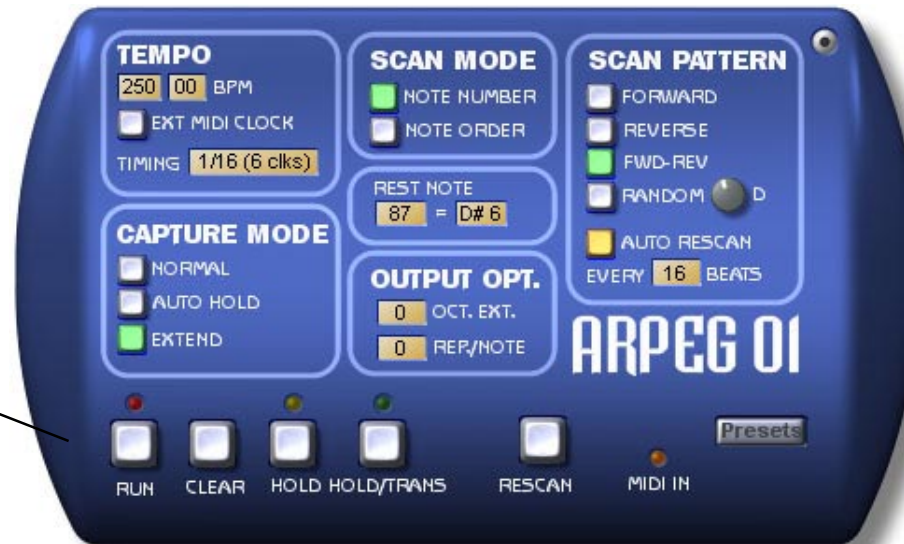 TEMPO
250 00 BPM
EXT MIDI CLOCK
TIMING 1/16 (6 clks)
CAPTURE MODE
NORMAL
AUTO HOLD
EXTEND
SCAN MODE
NOTE NUMBER
NOTE ORDER
REST NOTE
87 = D# 6
OUTPUT OPT.
0 OCT. EXT.
0 REP./NOTE
SCAN PATTERN
FORWARD
REVERSE
FWD-REV
RANDOM D
AUTO RESCAN
EVERY 16 BEATS
ARPEG 01
Presets
RUN CLEAR HOLD HOLD/TRANS RESCAN MIDI IN